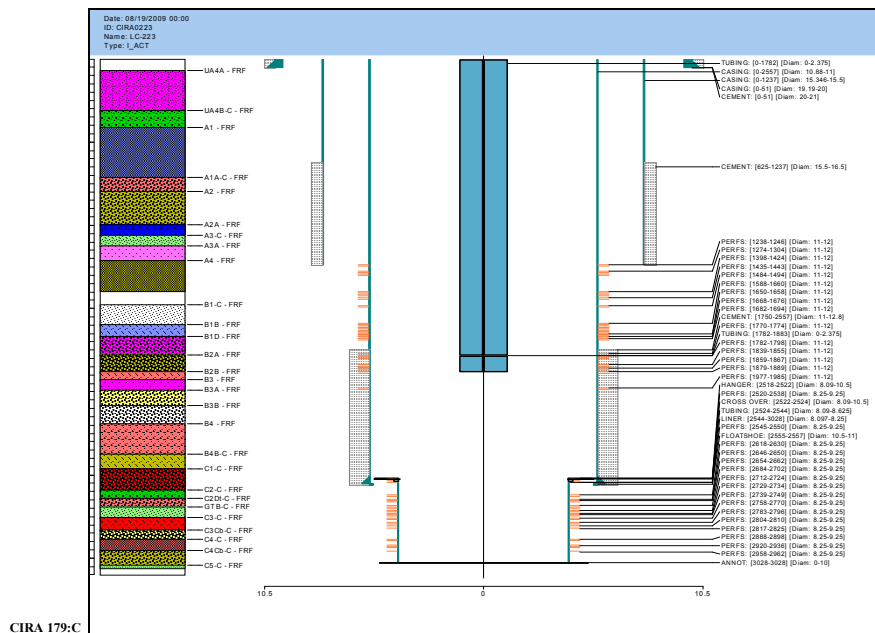 Date: 08/19/2009 00:00
ID: CIRA0223
Name: LC-223
Type: I_ACT
UA4A - FRF
UA4B-C - FRF
A1 - FRF
A1A-C - FRF
A2 - FRF
A2A - FRF
A3-C - FRF
A3A - FRF
A4 - FRF
B1-C - FRF
B1B - FRF
B1D - FRF
B2A - FRF
B2B - FRF
B3 - FRF
B3A - FRF
B3B - FRF
B4 - FRF
B4B-C - FRF
C1-C - FRF
C2-C - FRF
C2Dt-C - FRF
GTB-C - FRF
C3-C - FRF
C3Cb-C - FRF
C4-C - FRF
C4Cb-C - FRF
C5-C - FRF
TUBING: [0-1782] [Diam: 0-2.375]
CASING: [0-2557] [Diam: 10.88-11]
CASING: [0-1237] [Diam: 15.346-15.5]
CASING: [0-51] [Diam: 19.19-20]
CEMENT: [0-51] [Diam: 20-21]
CEMENT: [625-1237] [Diam: 15.5-16.5]
PERFS: [1238-1246] [Diam: 11-12]
PERFS: [1274-1304] [Diam: 11-12]
PERFS: [1398-1424] [Diam: 11-12]
PERFS: [1435-1443] [Diam: 11-12]
PERFS: [1484-1494] [Diam: 11-12]
PERFS: [1588-1660] [Diam: 11-12]
PERFS: [1650-1658] [Diam: 11-12]
PERFS: [1668-1676] [Diam: 11-12]
PERFS: [1682-1694] [Diam: 11-12]
CEMENT: [1750-2557] [Diam: 11-12.8]
PERFS: [1770-1774] [Diam: 11-12]
TUBING: [1782-1883] [Diam: 0-2.375]
PERFS: [1782-1798] [Diam: 11-12]
PERFS: [1839-1855] [Diam: 11-12]
PERFS: [1859-1867] [Diam: 11-12]
PERFS: [1879-1889] [Diam: 11-12]
PERFS: [1977-1985] [Diam: 11-12]
HANGER: [2518-2522] [Diam: 8.09-10.5]
PERFS: [2520-2538] [Diam: 8.25-9.25]
CROSS OVER: [2522-2524] [Diam: 8.09-10.5]
TUBING: [2524-2544] [Diam: 8.09-8.625]
LINER: [2544-3028] [Diam: 8.097-8.25]
PERFS: [2545-2550] [Diam: 8.25-9.25]
FLOATSHOE: [2555-2557] [Diam: 10.5-11]
PERFS: [2618-2630] [Diam: 8.25-9.25]
PERFS: [2646-2650] [Diam: 8.25-9.25]
PERFS: [2654-2662] [Diam: 8.25-9.25]
PERFS: [2684-2702] [Diam: 8.25-9.25]
PERFS: [2712-2724] [Diam: 8.25-9.25]
PERFS: [2729-2734] [Diam: 8.25-9.25]
PERFS: [2739-2749] [Diam: 8.25-9.25]
PERFS: [2758-2770] [Diam: 8.25-9.25]
PERFS: [2783-2796] [Diam: 8.25-9.25]
PERFS: [2804-2810] [Diam: 8.25-9.25]
PERFS: [2817-2825] [Diam: 8.25-9.25]
PERFS: [2888-2898] [Diam: 8.25-9.25]
PERFS: [2920-2936] [Diam: 8.25-9.25]
PERFS: [2958-2962] [Diam: 8.25-9.25]
ANNOT: [3028-3028] [Diam: 0-10]
10.5 0 10.5
CIRA 179:C